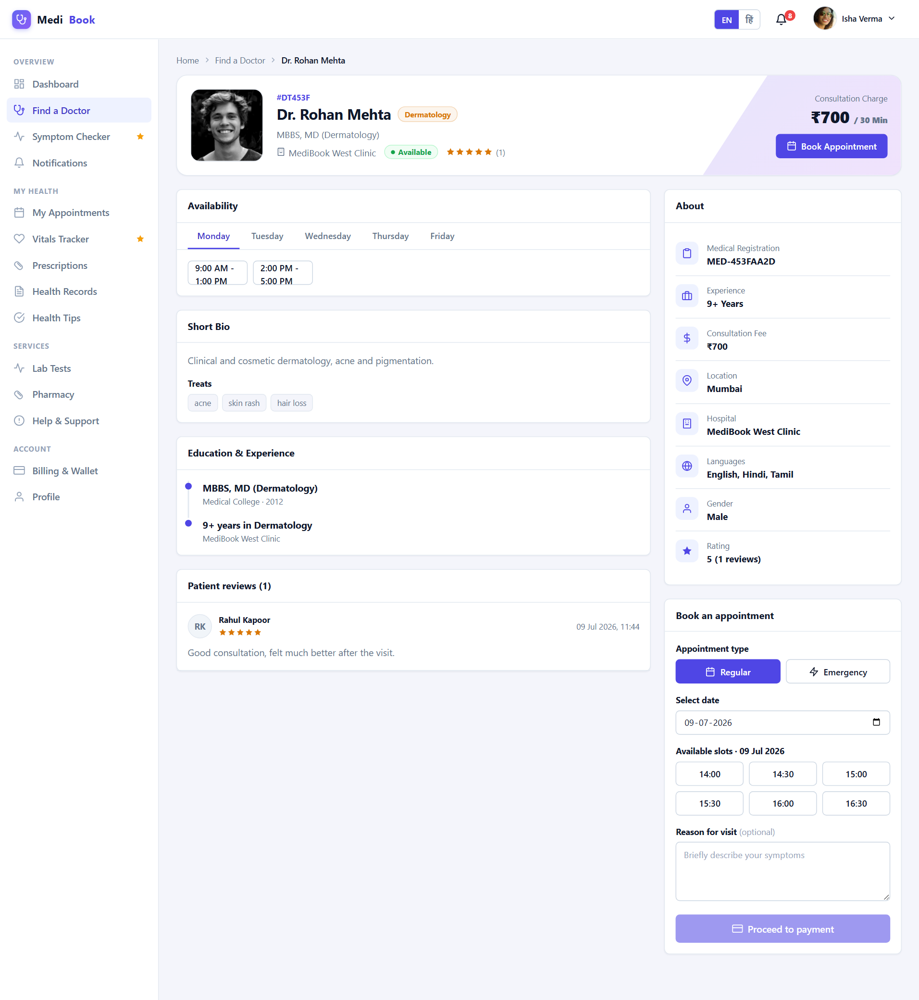 Medi Book
EN हिं
8
Isha Verma
OVERVIEW
Dashboard
Find a Doctor
Symptom Checker
Notifications
MY HEALTH
My Appointments
Vitals Tracker
Prescriptions
Health Records
Health Tips
SERVICES
Lab Tests
Pharmacy
Help & Support
ACCOUNT
Billing & Wallet
Profile
Home > Find a Doctor > Dr. Rohan Mehta
#DT453F
Dr. Rohan Mehta Dermatology
MBBS, MD (Dermatology)
MediBook West Clinic Available (1)
Consultation Charge
₹700 / 30 Min
Book Appointment
Availability
Monday Tuesday Wednesday Thursday Friday
9:00 AM -
1:00 PM
2:00 PM -
5:00 PM
Short Bio
Clinical and cosmetic dermatology, acne and pigmentation.
Treats
acne skin rash hair loss
Education & Experience
MBBS, MD (Dermatology)
Medical College · 2012
9+ years in Dermatology
MediBook West Clinic
Patient reviews (1)
RK
Rahul Kapoor
09 Jul 2026, 11:44
Good consultation, felt much better after the visit.
About
Medical Registration
MED-453FAA2D
Experience
9+ Years
$
Consultation Fee
₹700
Location
Mumbai
Hospital
MediBook West Clinic
Languages
English, Hindi, Tamil
Gender
Male
Rating
5 (1 reviews)
Book an appointment
Appointment type
Regular Emergency
Select date
09-07-2026
Available slots · 09 Jul 2026
14:00 14:30 15:00
15:30 16:00 16:30
Reason for visit (optional)
Briefly describe your symptoms
Proceed to payment